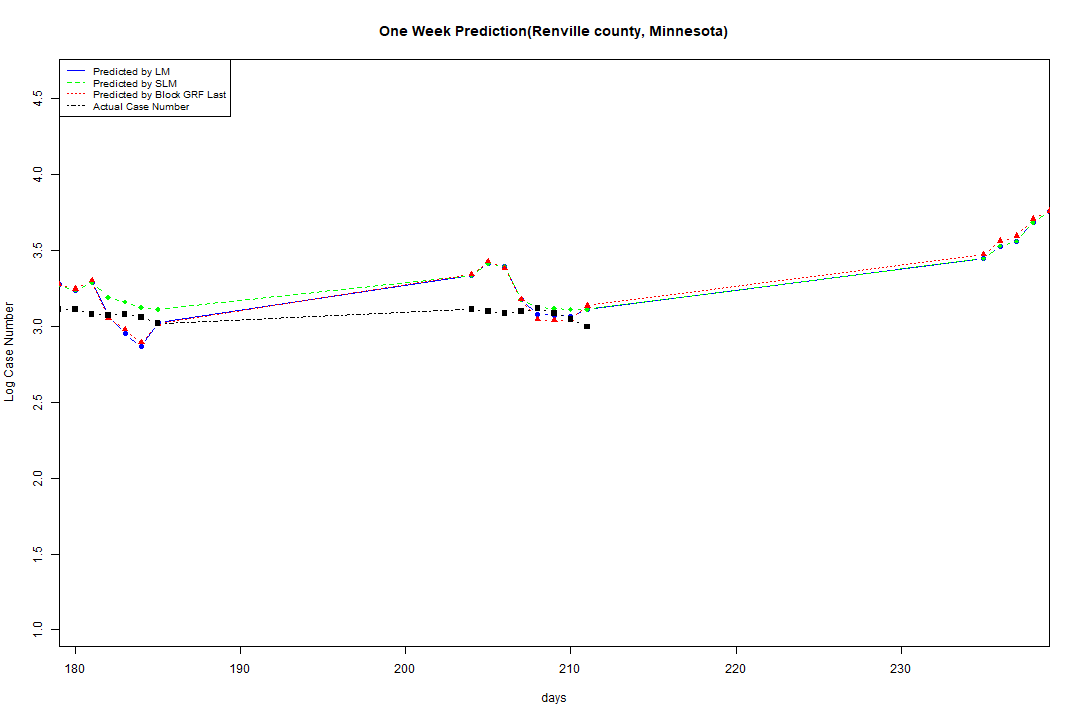 One Week Prediction(Renville county, Minnesota)
Predicted by LM
Predicted by SLM
Predicted by Block GRF Last
Actual Case Number
4.5
4.0
3.5
3.0
2.5
2.0
1.5
1.0
Log Case Number
180 190 200 210 220 230
days